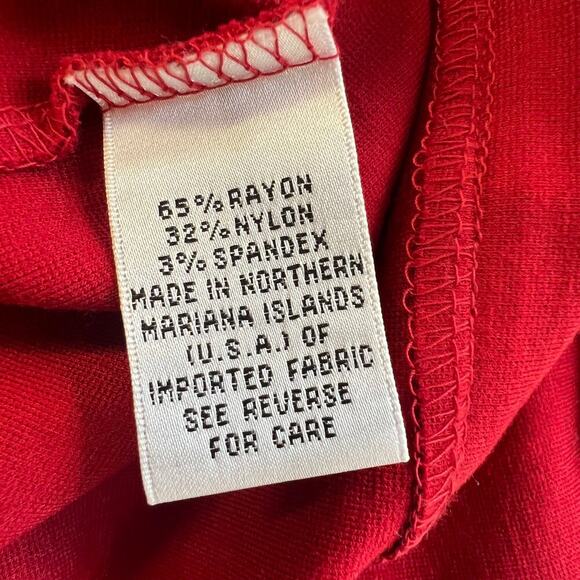 65% RAYON
32% NYLON
3% SPANDEX
MADE IN NORTHERN
MARIANA ISLANDS
(U.S.A.) OF
IMPORTED FABRIC
SEE REVERSE
FOR CARE